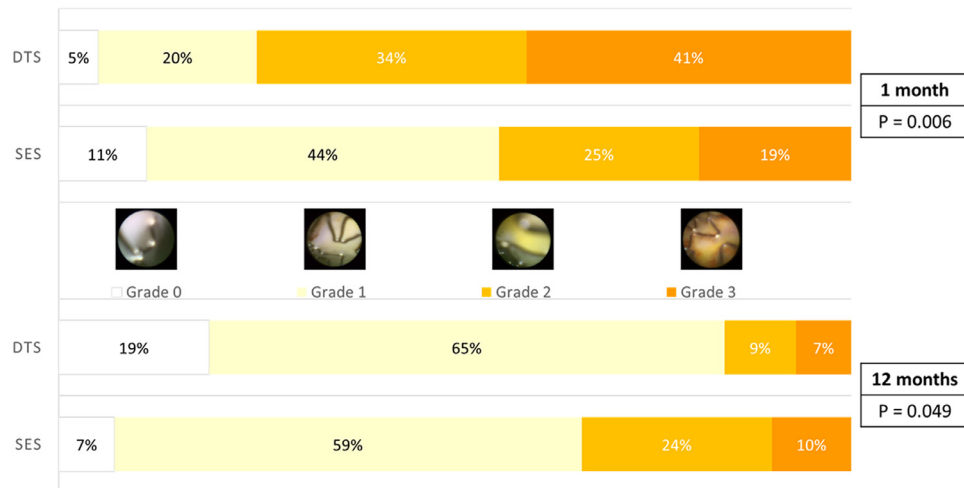 DTS 5% 20% 34% 41%
1 month
P = 0.006
SES 11% 44% 25% 19%
Grade 0 Grade 1 Grade 2 Grade 3
DTS 19% 65% 9% 7%
12 months
P = 0.049
SES 7% 59% 24% 10%